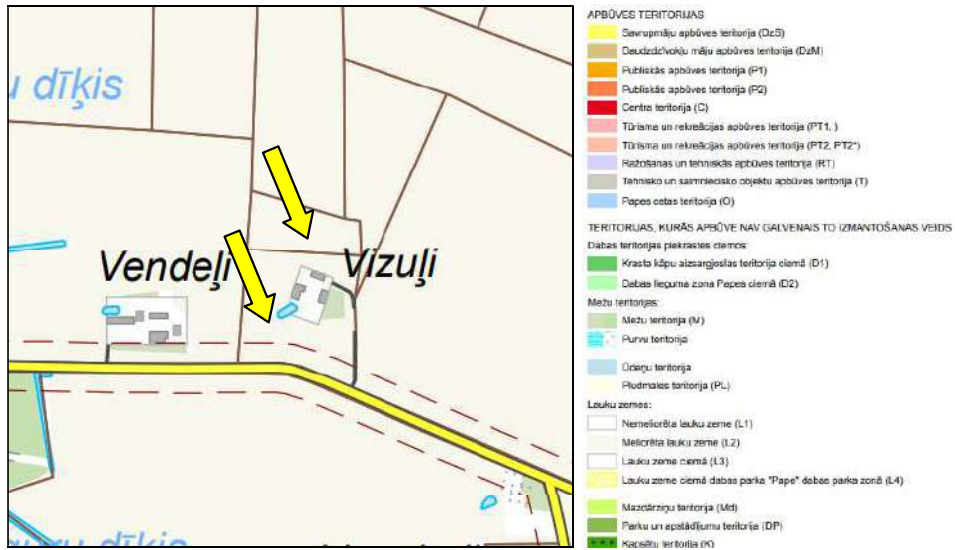 u dīķis
Vendeļi
Vizuļi
APBŪVES TERITORIJAS
Savrupmāju apbūves teritorija (DzS)
Daudzdzīvokļu māju apbūves teritorija (DzM)
Publiskās apbūves teritorija (P1)
Publiskās apbūves teritorija (P2)
Centra teritorija (C)
Tūrisma un rekreācijas apbūves teritorija (PT1, )
Tūrisma un rekreācijas apbūves teritorija (PT2, PT2*)
Ražošanas un tehniskās apbūves teritorija (RT)
Tehnisko un saimniecisko objektu apbūves teritorija (T)
Papes ostas teritorija (O)
TERITORIJAS, KURĀS APBŪVE NAV GALVENAIS TO IZMANTOŠANAS VEIDS
Dabas teritorijas piekrastes ciemos:
Krasta kāpu aizsargjoslas teritorija ciemā (D1)
Dabas lieguma zona Papes ciemā (D2)
Mežu teritorijas:
Mežu teritorija (M)
Purvu teritorija
Ūdeņu teritorija
Pludmales teritorija (PL)
Lauku zemes:
Nemeliorēta lauku zeme (L1)
Meliorēta lauku zeme (L2)
Lauku zeme ciemā (L3)
Lauku zeme ciemā dabas parka "Pape" dabas parka zonā (L4)
Mazdārziņu teritorija (Md)
Parku un apstādījumu teritorija (DP)
Kapsētu teritorija (K)